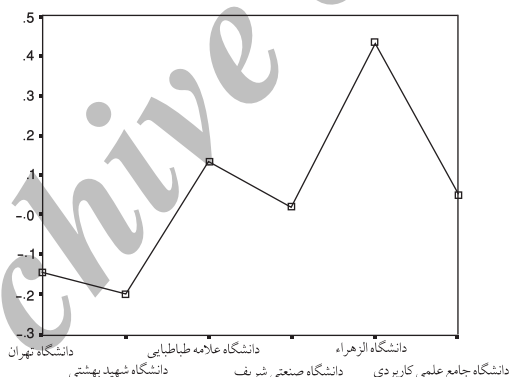 .5
.4
.3
.2
.1
-.0
-.1
-.2
-.3
دانشگاه تهران
دانشگاه شهید بهشتی
دانشگاه علامه طباطبایی
دانشگاه صنعتی شریف
دانشگاه الزهراء
دانشگاه جامع علمی کاربردی
chive